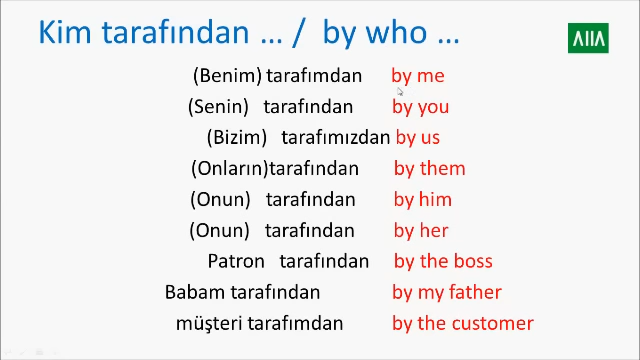 Kim tarafından ... / by who ...
AIIA
(Benim) tarafımdan by me
(Senin) tarafından by you
(Bizim) tarafımızdan by us
(Onların)tarafından by them
(Onun) tarafından by him
(Onun) tarafından by her
Patron tarafından by the boss
Babam tarafından by my father
müşteri tarafımdan by the customer